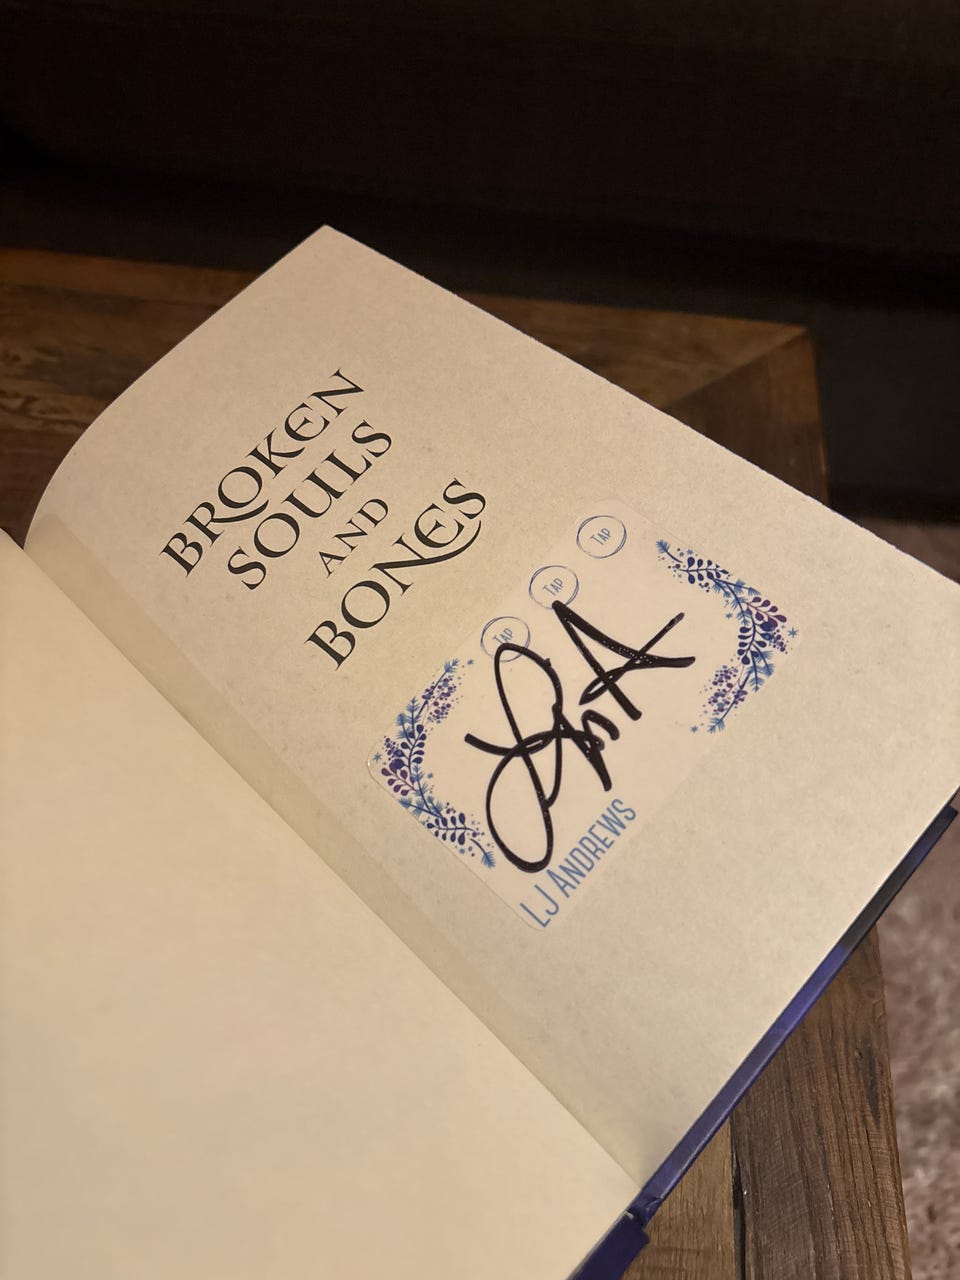 BROKEN
SOULS
AND
BONES
TAP TAP TAP
LJ ANDREWS